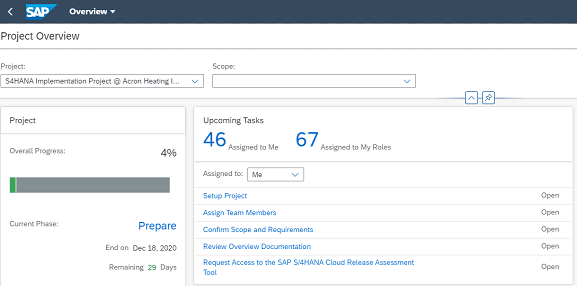 SAP Overview
Project Overview
Project:
Scope:
S4HANA Implementation Project @ Acron Heating I...
Project
Overall Progress:
4%
Current Phase:
Prepare
End on Dec 18, 2020
Remaining 29 Days
Upcoming Tasks
46 Assigned to Me
67 Assigned to My Roles
Assigned to: Me
Setup Project Open
Assign Team Members Open
Confirm Scope and Requirements Open
Review Overview Documentation Open
Request Access to the SAP S/4HANA Cloud Release Assessment Open
Tool